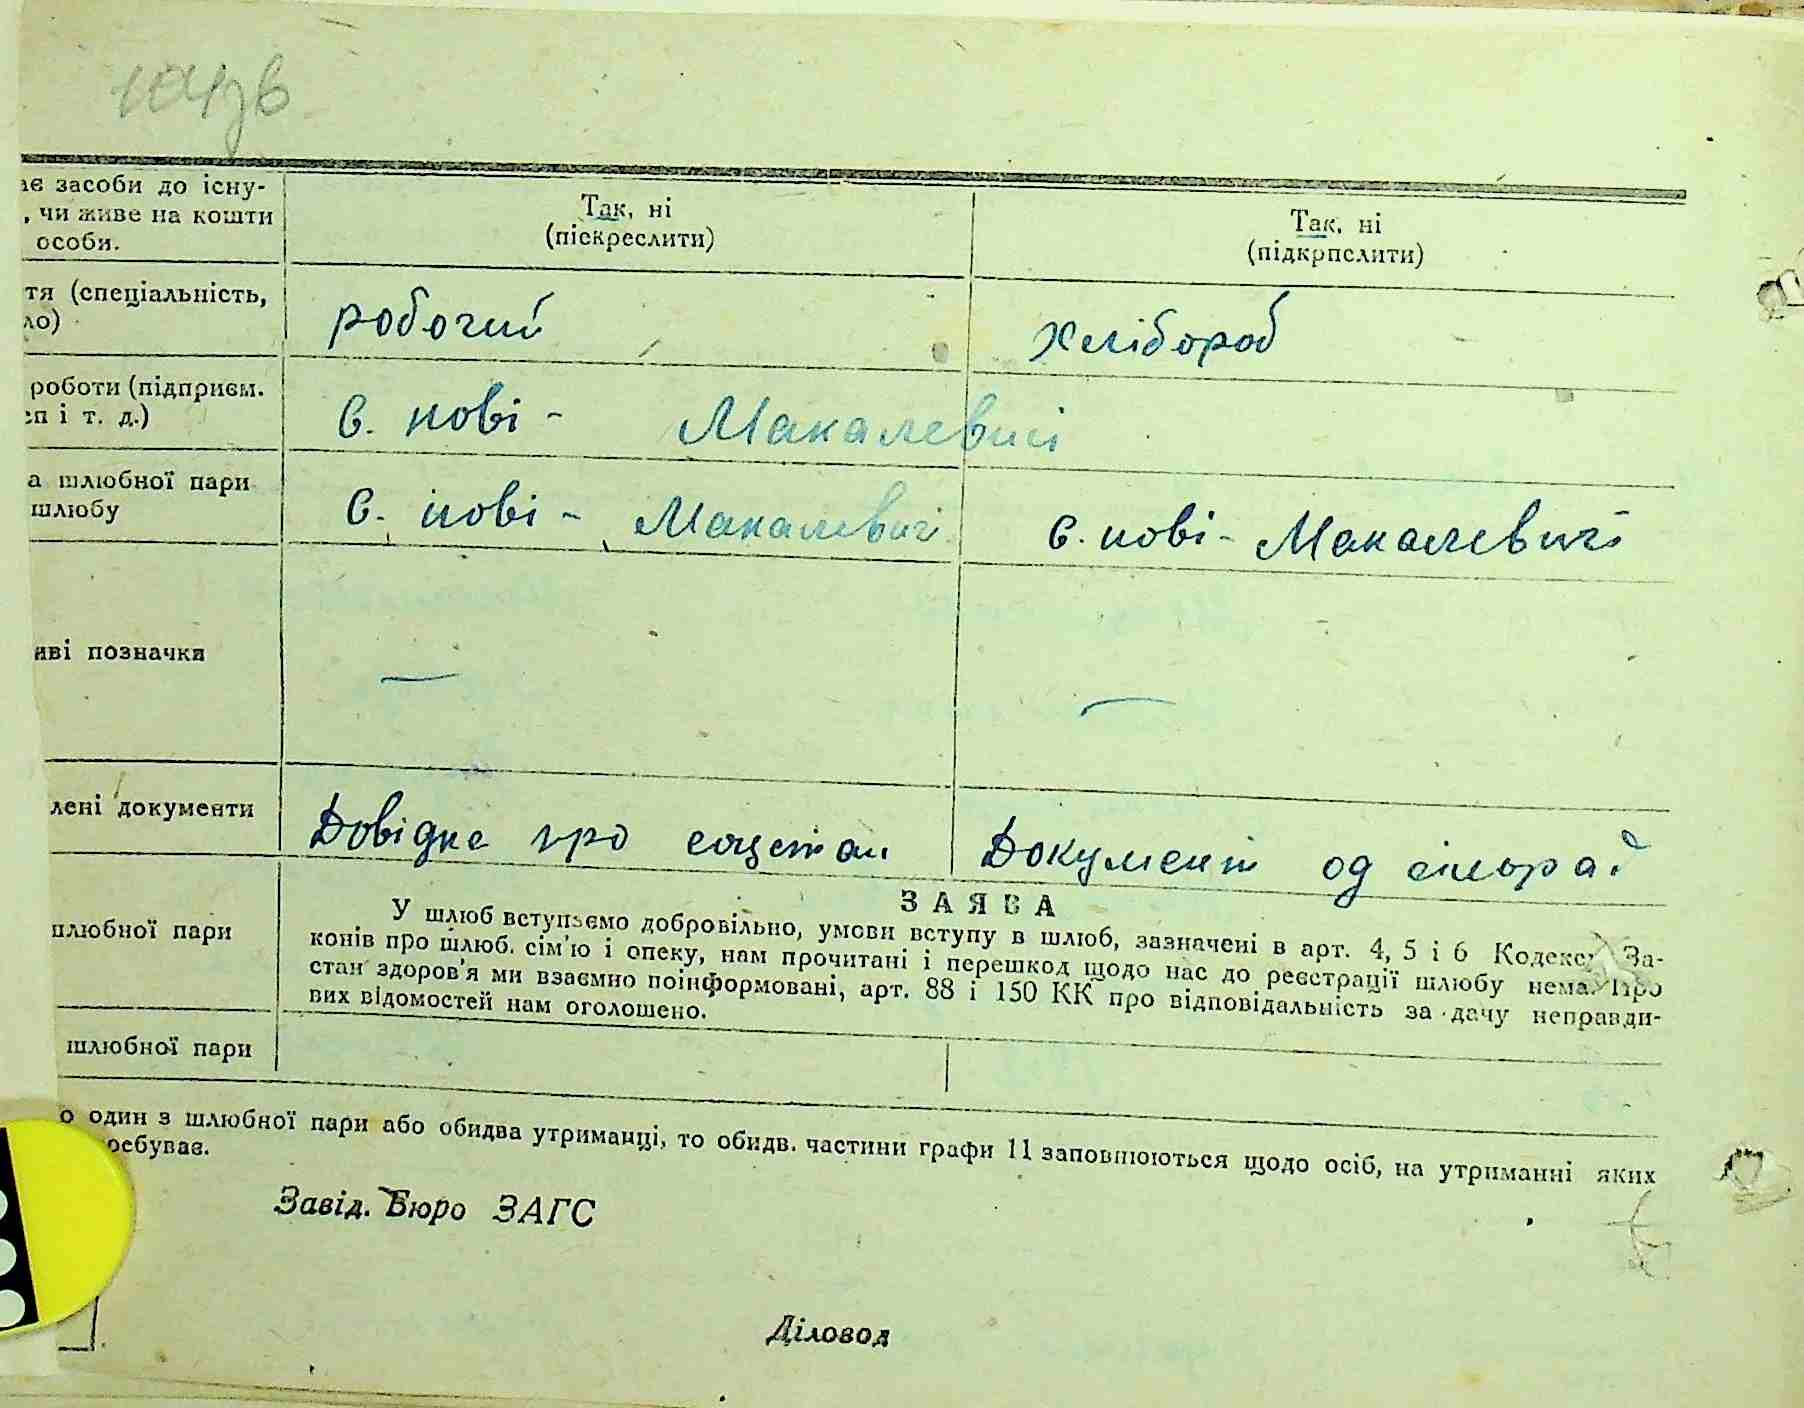 104зв
ає засоби до існу-
, чи живе на кошти
особи.
Так, ні
(піскреслити)
Так, ні
(підкрпслити)
тя (спеціальність,
ло)
робочий
хлібороб
роботи (підприєм.
сп і т. д.)
с. нові - Макалевичі
а шлюбної пари
шлюбу
с. нові - Макалевичі
с. нові - Макалевичі
иві позначки
—
—
лені документи
Довідка про соцстан
Документ од сільрад
ЗАЯВА
шлюбної пари
У шлюб вступаємо добровільно, умови вступу в шлюб, зазначені в арт. 4, 5 і 6 Кодексу За-
конів про шлюб. сім'ю і опеку, нам прочитані і перешкод щодо нас до реєстрації шлюбу нема. Про
стан здоров'я ми взаємно поінформовані, арт. 88 і 150 КК про відповідальність за дачу неправди-
вих відомостей нам оголошено.
шлюбної пари
о один з шлюбної пари або обидва утриманці, то обидв. частини графи 11 заповнюються щодо осіб, на утриманні яких
ребуває.
Завід. Бюро ЗАГС
Діловод